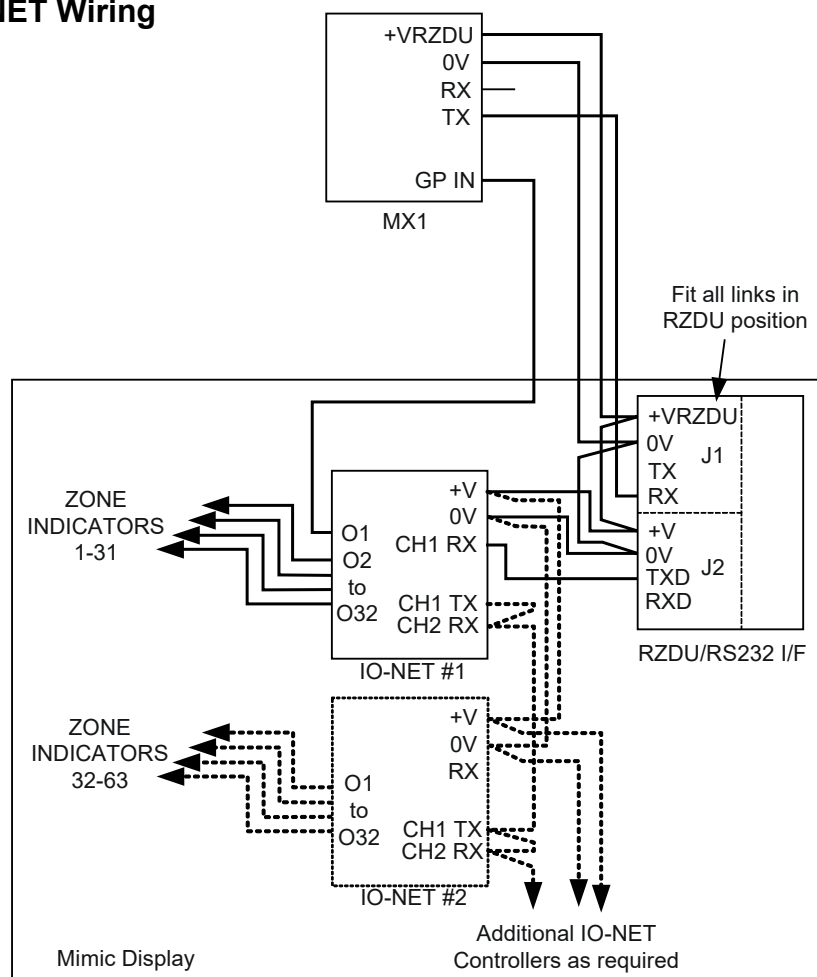 NET Wiring
+VRZDU
0V
RX
TX
GP IN
MX1
Fit all links in
RZDU position
+VRZDU
0V
J1
TX
RX
+V
0V
J2
TXD
RXD
RZDU/RS232 I/F
ZONE
INDICATORS
1-31
+V
0V
O1
CH1 RX
O2
to
CH1 TX
O32
CH2 RX
IO-NET #1
ZONE
INDICATORS
32-63
+V
0V
RX
O1
to
O32
CH1 TX
CH2 RX
IO-NET #2
Additional IO-NET
Controllers as required
Mimic Display